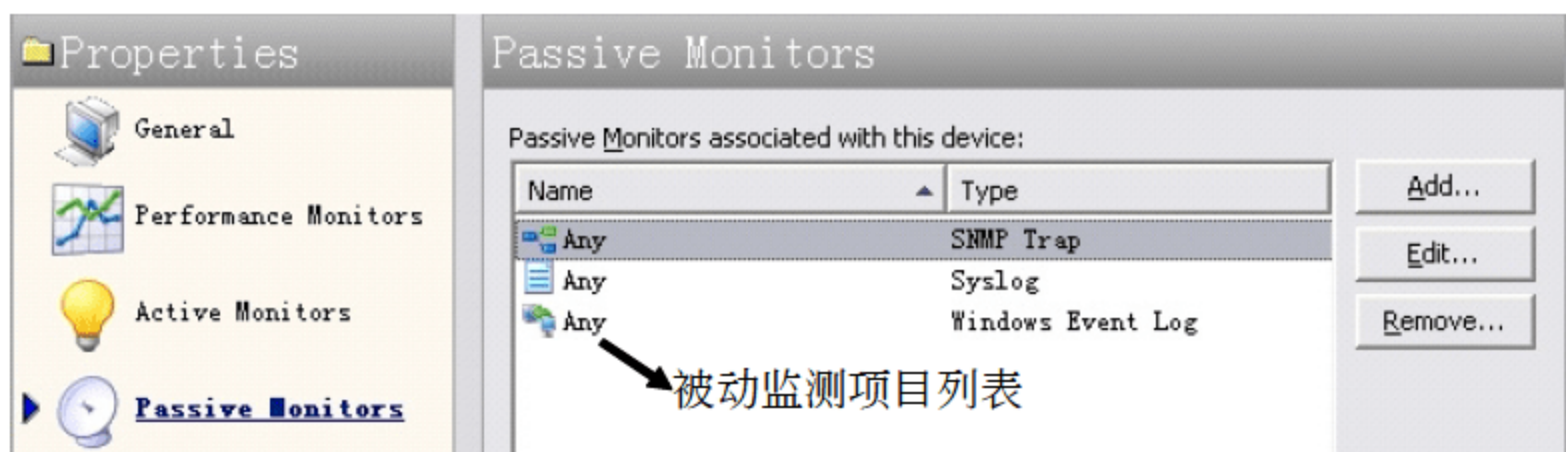 Properties
General
Performance Monitors
Active Monitors
Passive Monitors
Passive Monitors
Passive Monitors associated with this device:
Name Type
Any SNMP Trap
Any Syslog
Any Windows Event Log
被动监测项目列表
Add...
Edit...
Remove...